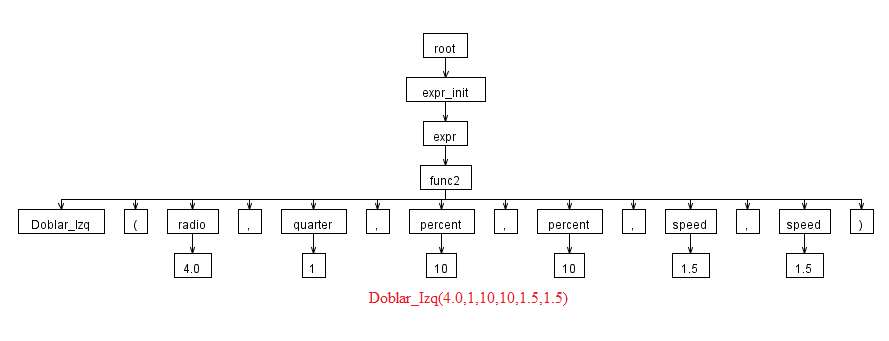 root
expr_init
expr
func2
Doblar_Izq ( radio , quarter , percent , percent , speed , speed )
4.0 1 10 10 1.5 1.5
Doblar_Izq(4.0,1,10,10,1.5,1.5)